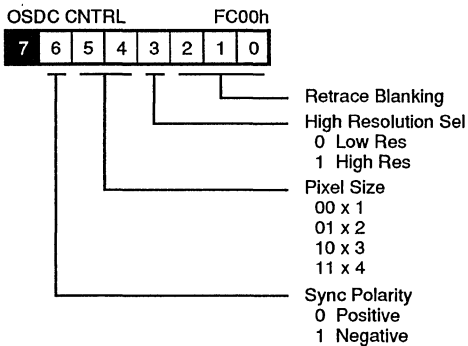 OSDC CNTRL FC00h
7 6 5 4 3 2 1 0
Retrace Blanking
High Resolution Sel
0 Low Res
1 High Res
Pixel Size
00 x 1
01 x 2
10 x 3
11 x 4
Sync Polarity
0 Positive
1 Negative